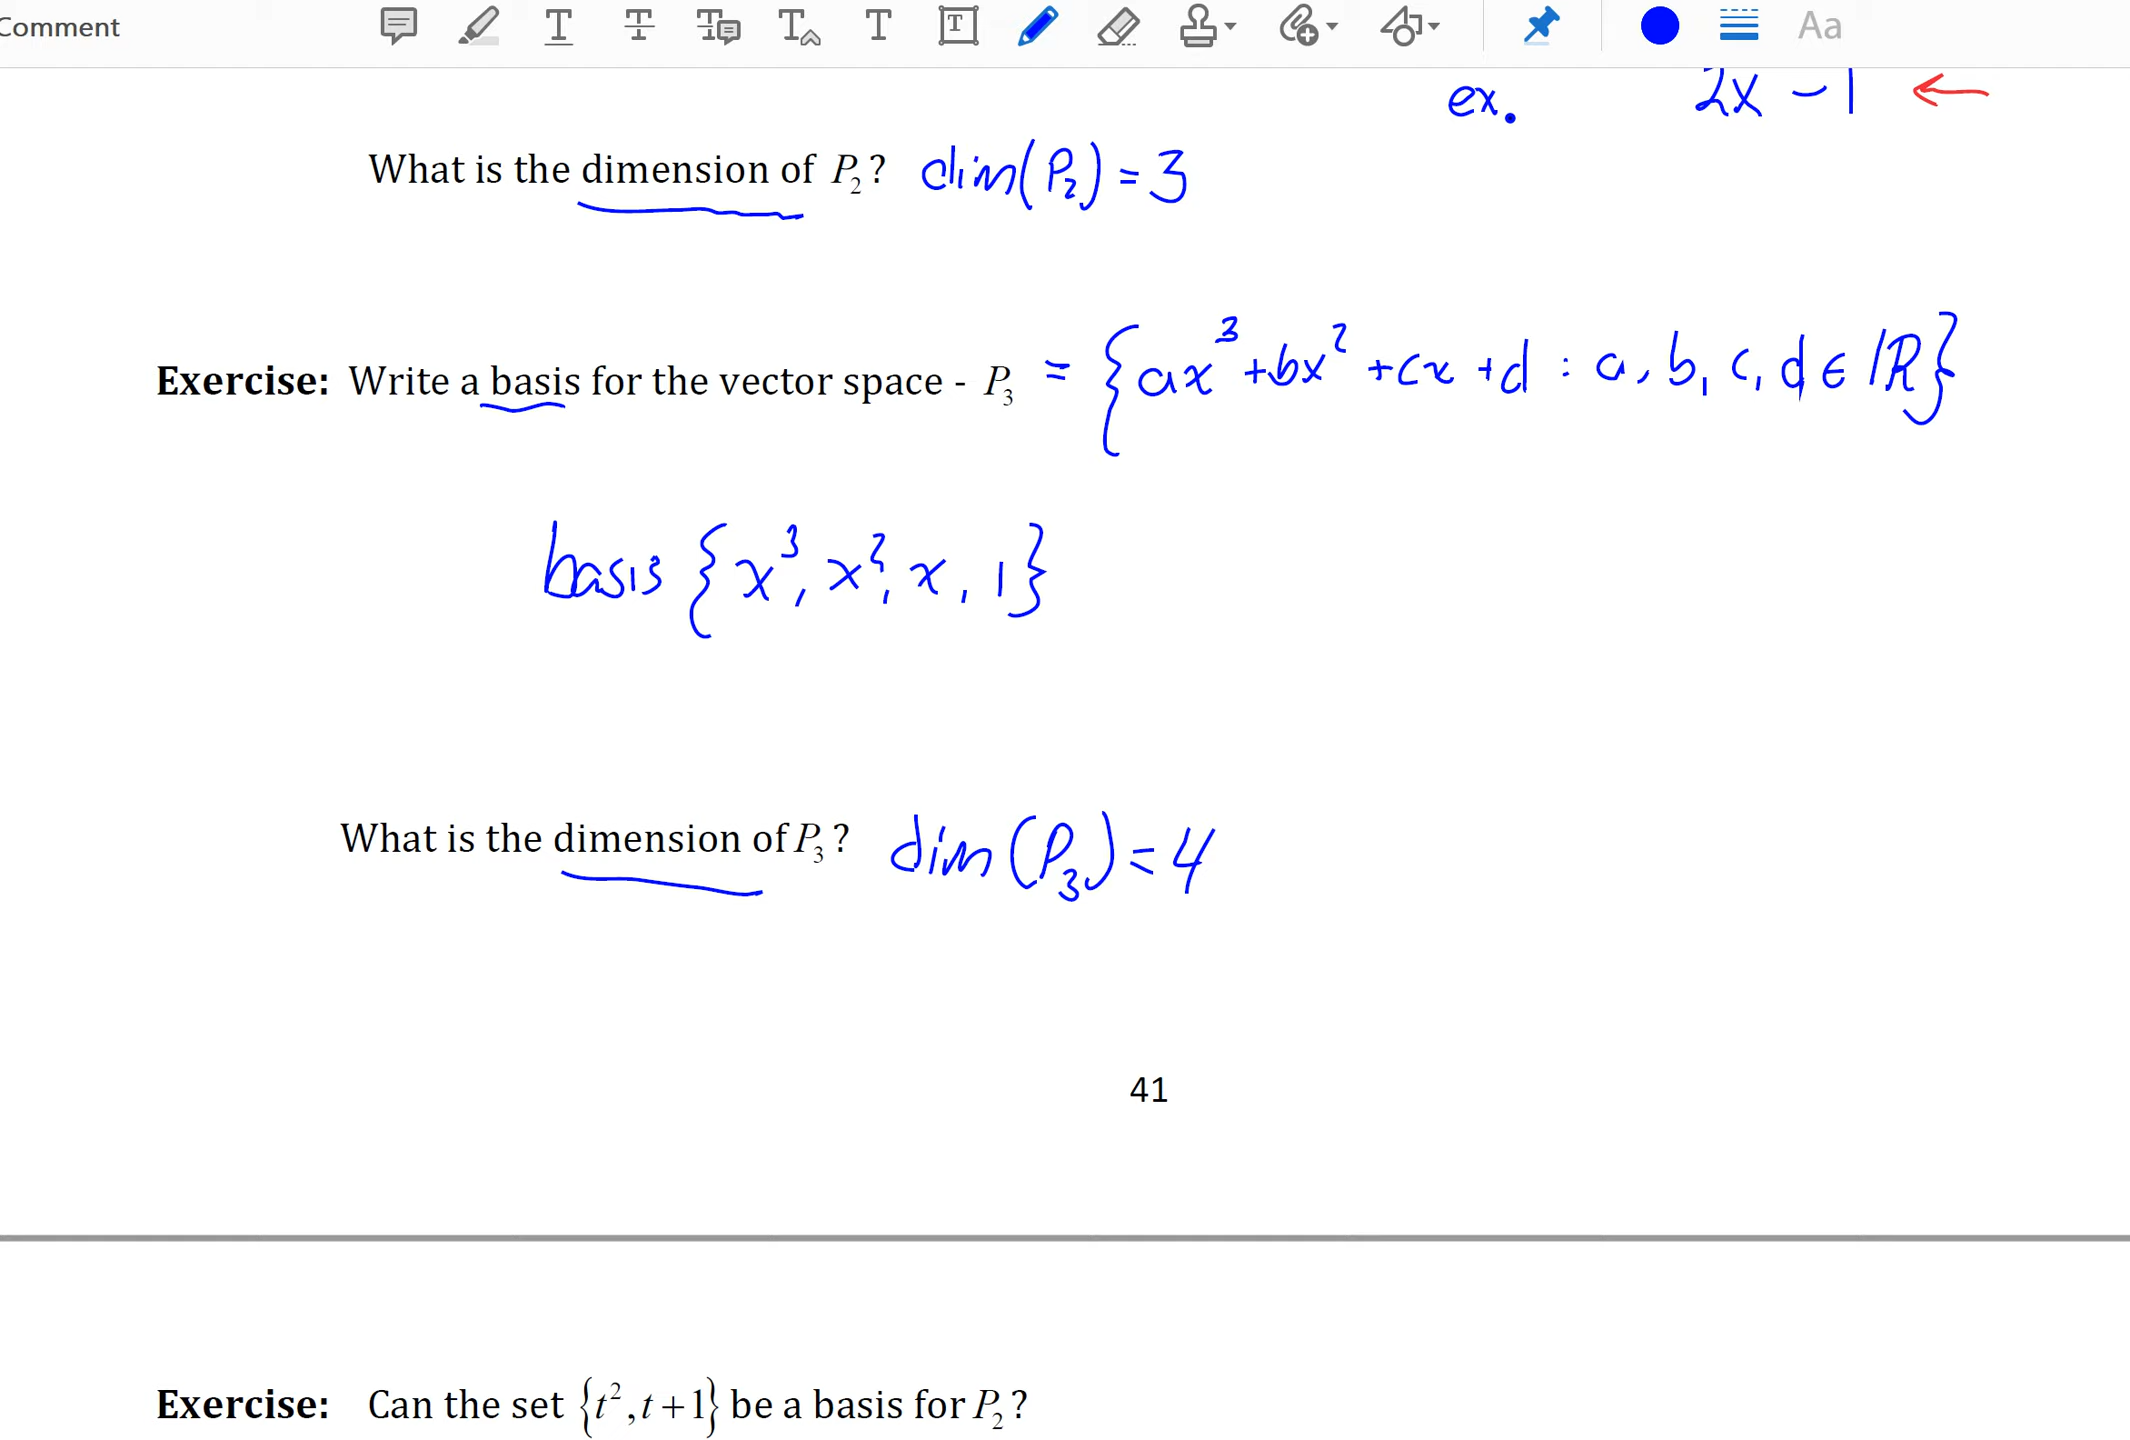 Comment
Aa
ex. 2x - 1
What is the dimension of P₂? dim(P₂) = 3
Exercise: Write a basis for the vector space - P₃ = {ax³ + bx² + cx + d : a, b, c, d ∈ ℝ}
basis {x³, x², x, 1}
What is the dimension of P₃? dim(P₃) = 4
41
Exercise: Can the set {t², t + 1} be a basis for P₂?